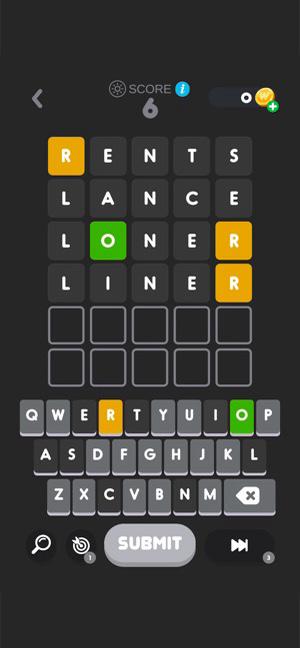 SCORE i
6
0 W
R E N T S
L A N C E
L O N E R
L I N E R
Q W E R T Y U I O P
A S D F G H J K L
Z X C V B N M
1 SUBMIT 3